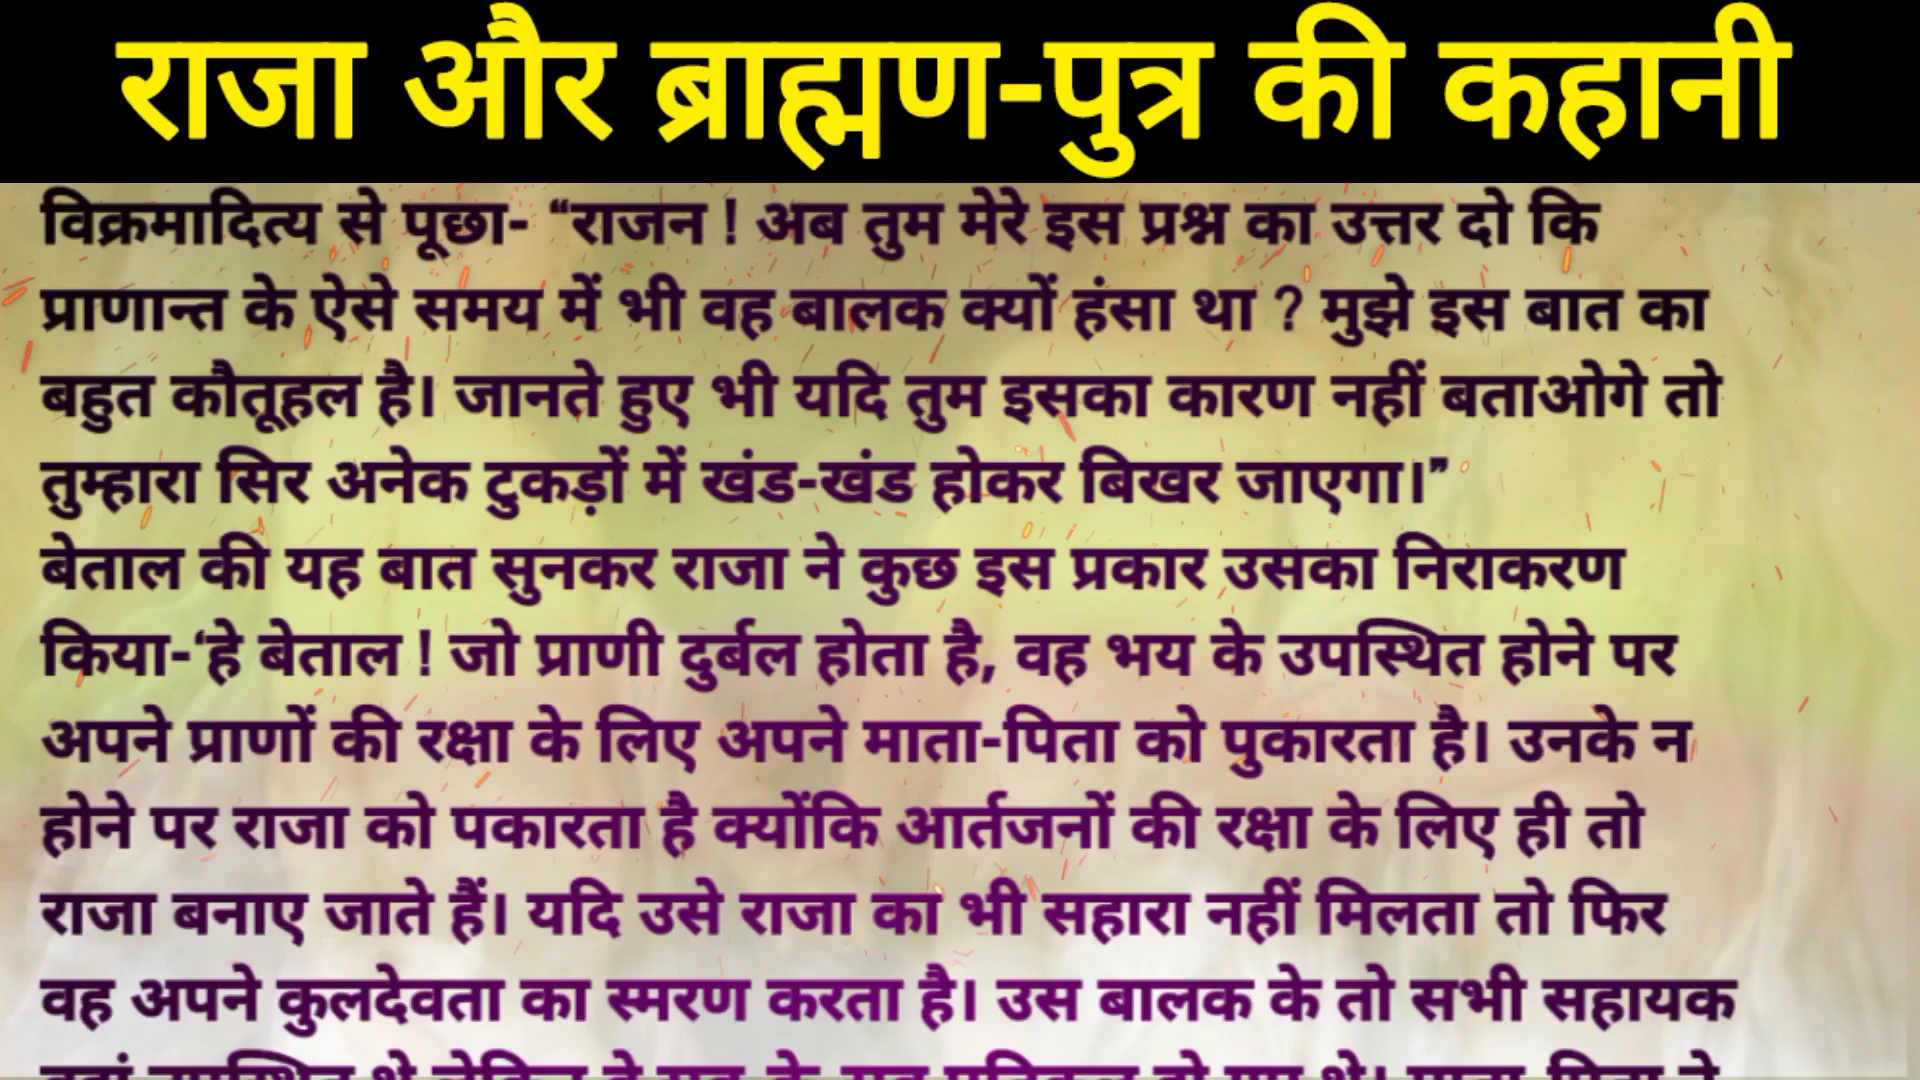 राजा और ब्राह्मण-पुत्र की कहानी
विक्रमादित्य से पूछा- “राजन ! अब तुम मेरे इस प्रश्न का उत्तर दो कि
प्राणान्त के ऐसे समय में भी वह बालक क्यों हंसा था ? मुझे इस बात का
बहुत कौतूहल है। जानते हुए भी यदि तुम इसका कारण नहीं बताओगे तो
तुम्हारा सिर अनेक टुकड़ों में खंड-खंड होकर बिखर जाएगा।”
बेताल की यह बात सुनकर राजा ने कुछ इस प्रकार उसका निराकरण
किया-‘हे बेताल ! जो प्राणी दुर्बल होता है, वह भय के उपस्थित होने पर
अपने प्राणों की रक्षा के लिए अपने माता-पिता को पुकारता है। उनके न
होने पर राजा को पकारता है क्योंकि आर्तजनों की रक्षा के लिए ही तो
राजा बनाए जाते हैं। यदि उसे राजा का भी सहारा नहीं मिलता तो फिर
वह अपने कुलदेवता का स्मरण करता है। उस बालक के तो सभी सहायक